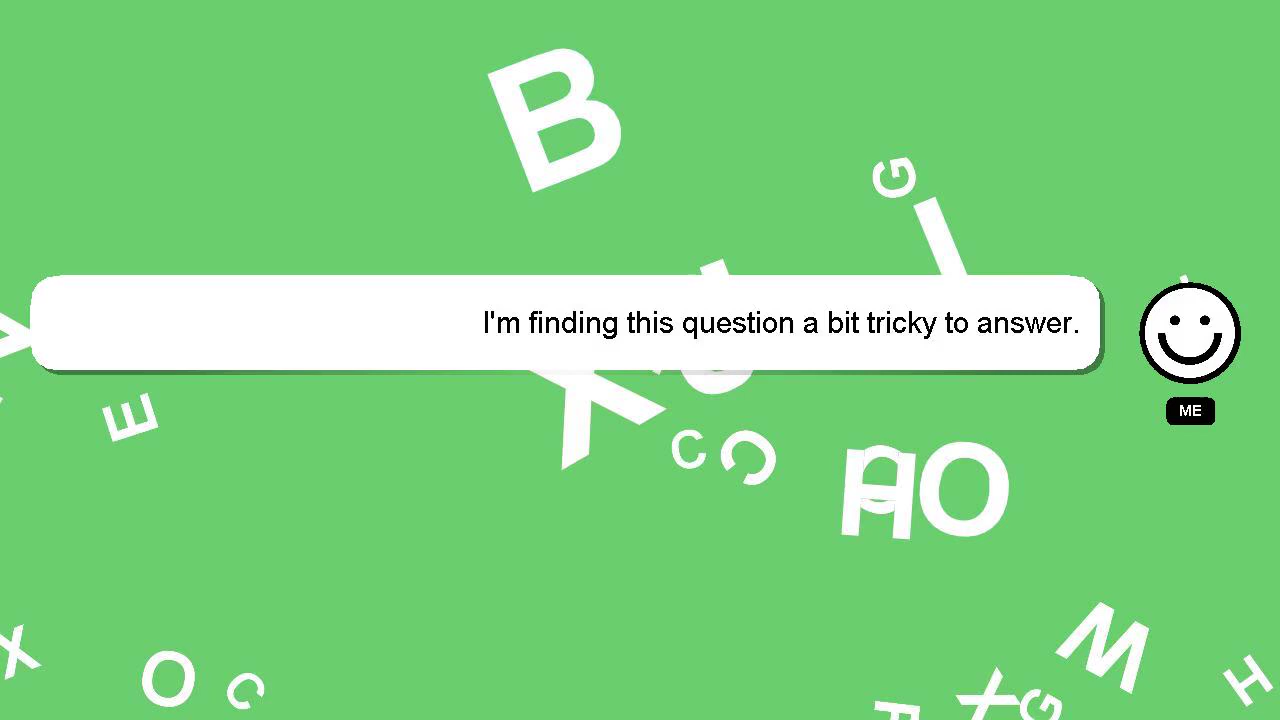 B
G
I
I'm finding this question a bit tricky to answer.
ME
E
X
C
C
H
O
M
X
O
C
H
X
G